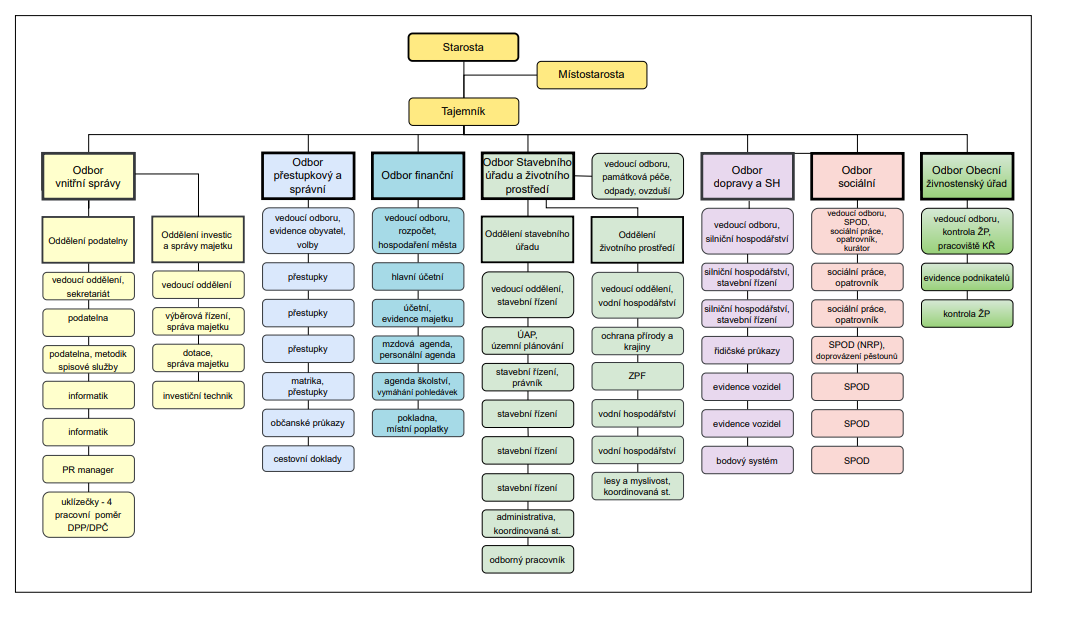 Starosta
Místostarosta
Tajemník
Odbor
vnitřní správy
Oddělení podatelny
vedoucí oddělení,
sekretariát
podatelna
podatelna, metodik
spisové služby
informatik
informatik
PR manager
uklízečky - 4
pracovní poměr
DPP/DPČ
Oddělení investic
a správy majetku
vedoucí oddělení
výběrová řízení,
správa majetku
dotace,
správa majetku
investiční technik
Odbor
přestupkový a
správní
vedoucí odboru,
evidence obyvatel,
volby
přestupky
přestupky
přestupky
matrika,
přestupky
občanské průkazy
cestovní doklady
Odbor finanční
vedoucí odboru,
rozpočet,
hospodaření města
hlavní účetní
účetní,
evidence majetku
mzdová agenda,
personální agenda
agenda školství,
vymáhání pohledávek
pokladna,
místní poplatky
Odbor Stavebního
úřadu a životního
prostředí
vedoucí odboru,
památková péče,
odpady, ovzduší
Oddělení stavebního
úřadu
vedoucí oddělení,
stavební řízení
ÚAP,
územní plánování
stavební řízení,
právník
stavební řízení
stavební řízení
stavební řízení
administrativa,
koordinovaná st.
odborný pracovník
Oddělení
životního prostředí
vedoucí oddělení,
vodní hospodářství
ochrana přírody a
krajiny
ZPF
vodní hospodářství
vodní hospodářství
lesy a myslivost,
koordinovaná st.
Odbor
dopravy a SH
vedoucí odboru,
silniční hospodářství
silniční hospodářství,
stavební řízení
silniční hospodářství,
stavební řízení
řidičské průkazy
evidence vozidel
evidence vozidel
bodový systém
Odbor
sociální
vedoucí odboru,
SPOD,
sociální práce,
opatrovník,
kurátor
sociální práce,
opatrovník
sociální práce,
opatrovník
SPOD (NRP),
doprovázení pěstounů
SPOD
SPOD
SPOD
Odbor Obecní
živnostenský úřad
vedoucí odboru,
kontrola ŽP,
pracoviště KŘ
evidence podnikatelů
kontrola ŽP